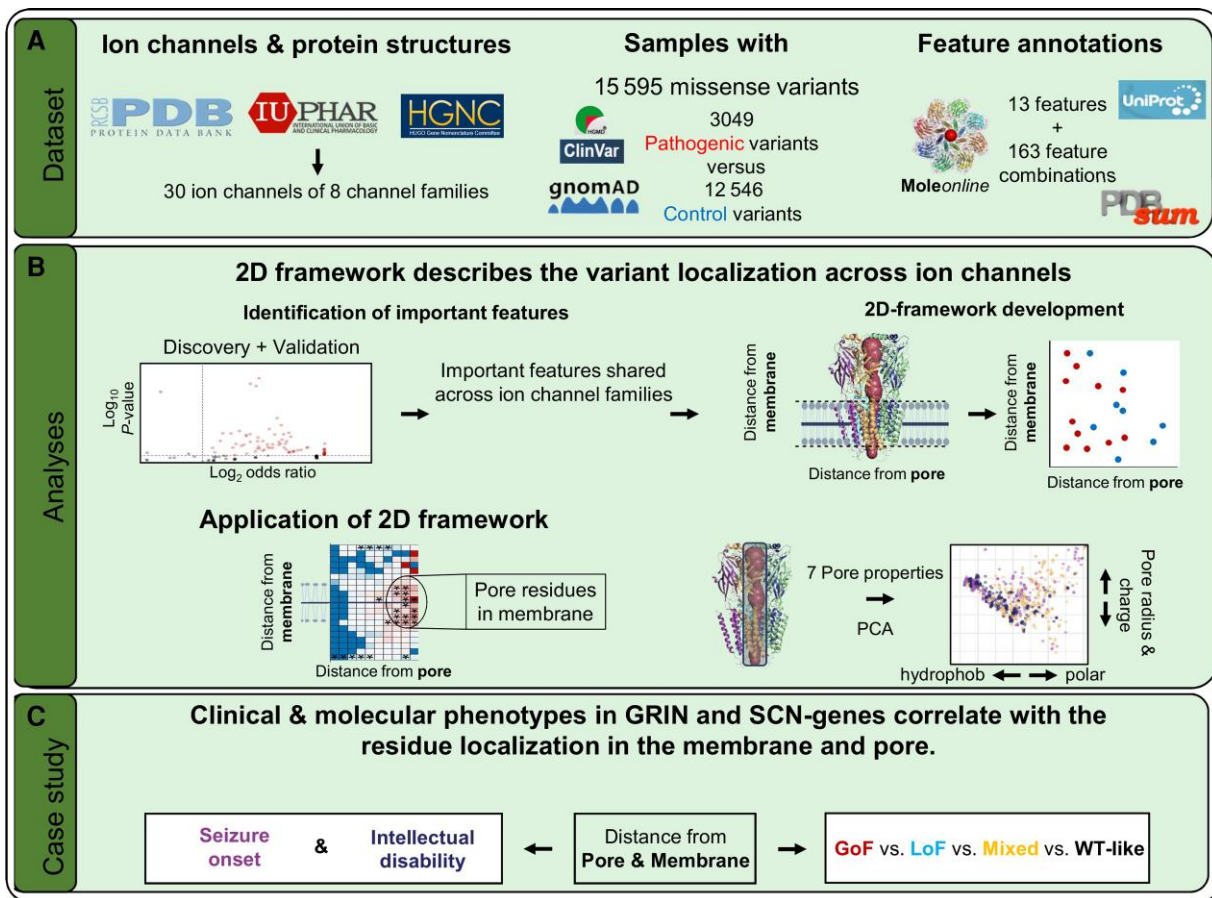 A
Dataset
Ion channels & protein structures
RCSB
PDB
PROTEIN DATA BANK
IUPHAR
INTERNATIONAL UNION OF BASIC
AND CLINICAL PHARMACOLOGY
HGNC
HUGO Gene Nomenclature Committee
30 ion channels of 8 channel families
Samples with
15 595 missense variants
HGMD®
ClinVar
gnomAD
3049
Pathogenic variants
versus
12 546
Control variants
Feature annotations
Moleonline
13 features
+
163 feature
combinations
UniProt
PDB
sum
B
Analyses
2D framework describes the variant localization across ion channels
Identification of important features
Discovery + Validation
Log10
P-value
Log2 odds ratio
Important features shared
across ion channel families
2D-framework development
Distance from
membrane
Distance from pore
Distance from
membrane
Distance from pore
Application of 2D framework
Distance from
membrane
Distance from pore
Pore residues
in membrane
7 Pore properties
PCA
Pore radius &
charge
hydrophob
polar
C
Case study
Clinical & molecular phenotypes in GRIN and SCN-genes correlate with the
residue localization in the membrane and pore.
Seizure
onset
&
Intellectual
disability
Distance from
Pore & Membrane
GoF vs. LoF vs. Mixed vs. WT-like